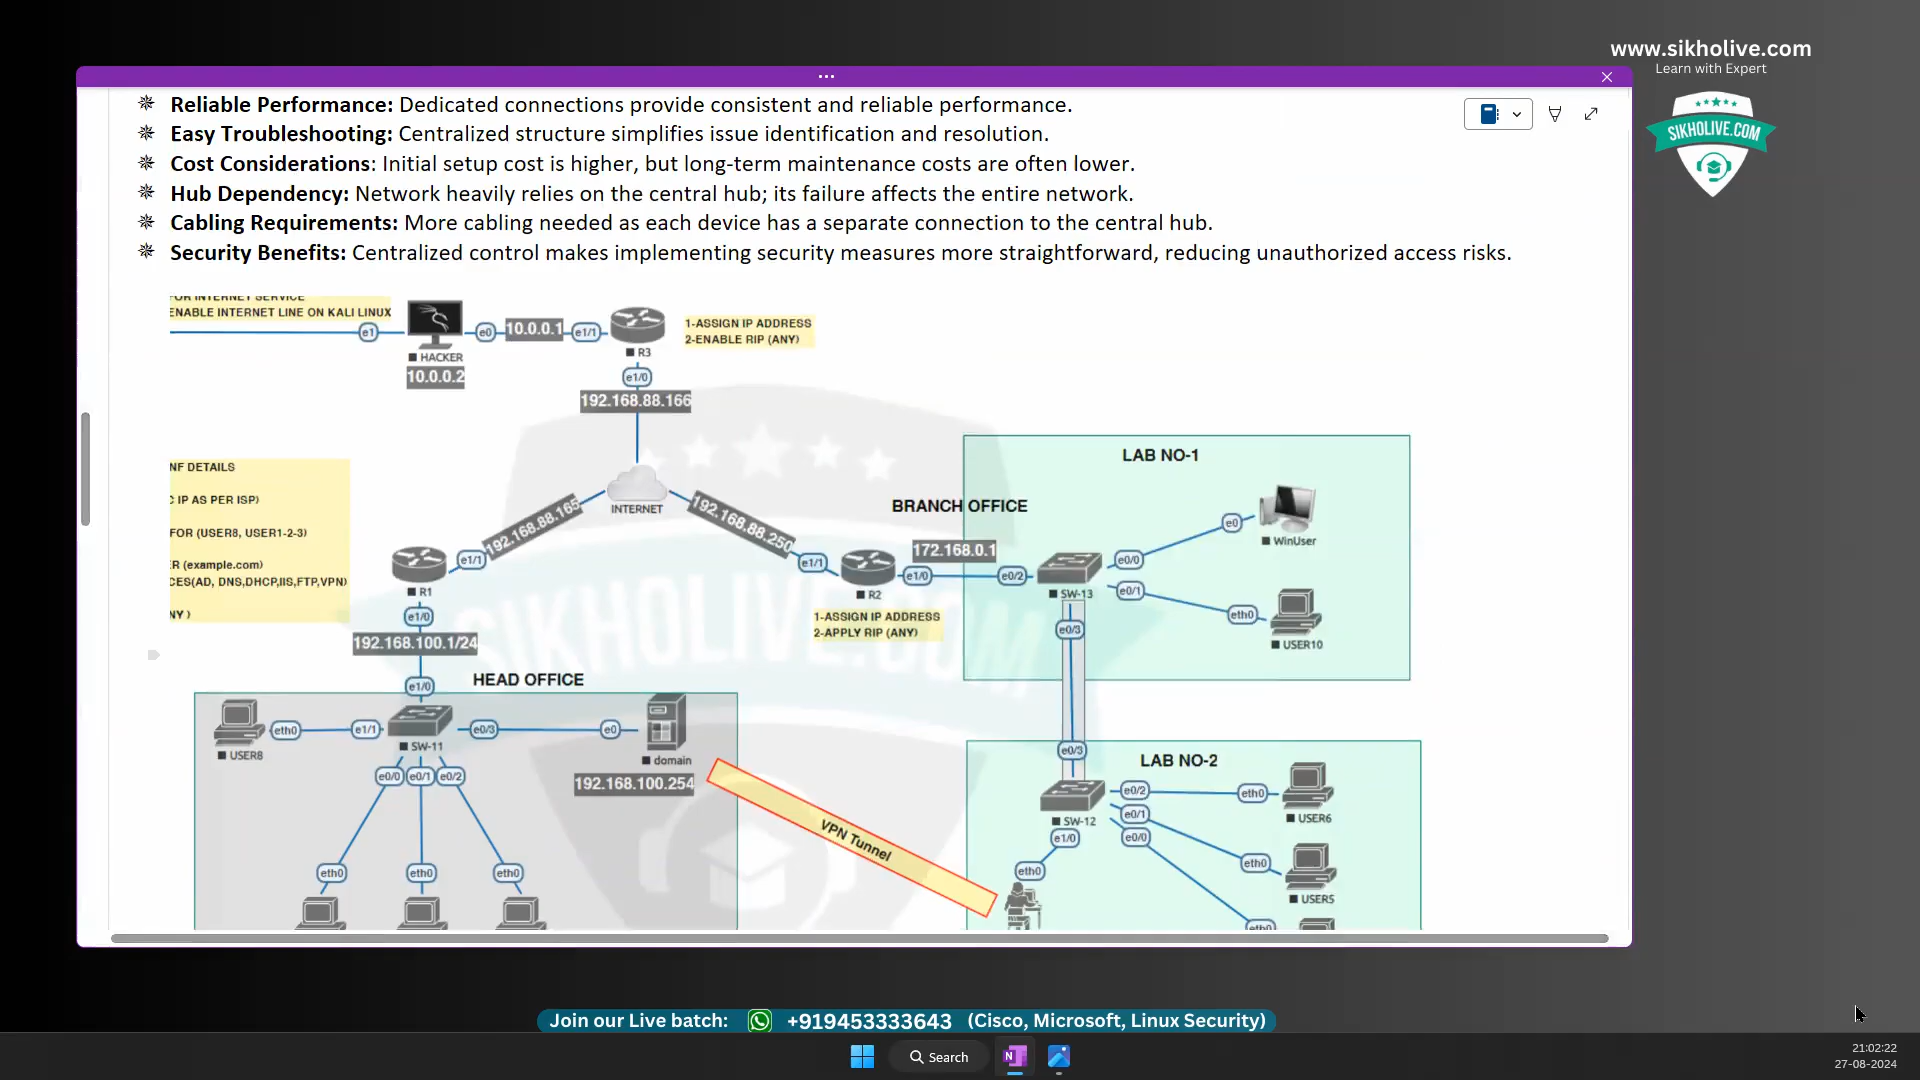 www.sikholive.com
Learn with Expert
SIKHOLIVE.COM
Reliable Performance: Dedicated connections provide consistent and reliable performance.
Easy Troubleshooting: Centralized structure simplifies issue identification and resolution.
Cost Considerations: Initial setup cost is higher, but long-term maintenance costs are often lower.
Hub Dependency: Network heavily relies on the central hub; its failure affects the entire network.
Cabling Requirements: More cabling needed as each device has a separate connection to the central hub.
Security Benefits: Centralized control makes implementing security measures more straightforward, reducing unauthorized access risks.
FOR INTERNET SERVICE
ENABLE INTERNET LINE ON KALI LINUX
e1
e0
10.0.0.1
e1/1
HACKER
10.0.0.2
R3
1-ASSIGN IP ADDRESS
2-ENABLE RIP (ANY)
e1/0
192.168.88.166
INTERNET
192.168.88.165
192.168.88.250
NF DETAILS
C IP AS PER ISP)
FOR (USER8, USER1-2-3)
R (example.com)
CES(AD, DNS,DHCP,IIS,FTP,VPN)
NY )
e1/1
R1
e1/0
192.168.100.1/24
e1/0
HEAD OFFICE
e1/1
R2
e1/0
172.168.0.1
e0/2
1-ASSIGN IP ADDRESS
2-APPLY RIP (ANY)
BRANCH OFFICE
LAB NO-1
SW-13
e0/0
e0
WinUser
e0/1
eth0
USER10
e0/3
e0/3
SIKHOLIVE.COM
USER8
eth0
e1/1
SW-11
e0/3
e0
domain
192.168.100.254
e0/0
e0/1
e0/2
eth0
eth0
eth0
VPN Tunnel
LAB NO-2
SW-12
e0/2
eth0
USER6
e0/1
eth0
USER5
e0/0
eth0
e1/0
eth0
Join our Live batch: +919453333643 (Cisco, Microsoft, Linux Security)
Search
21:02:22
27-08-2024